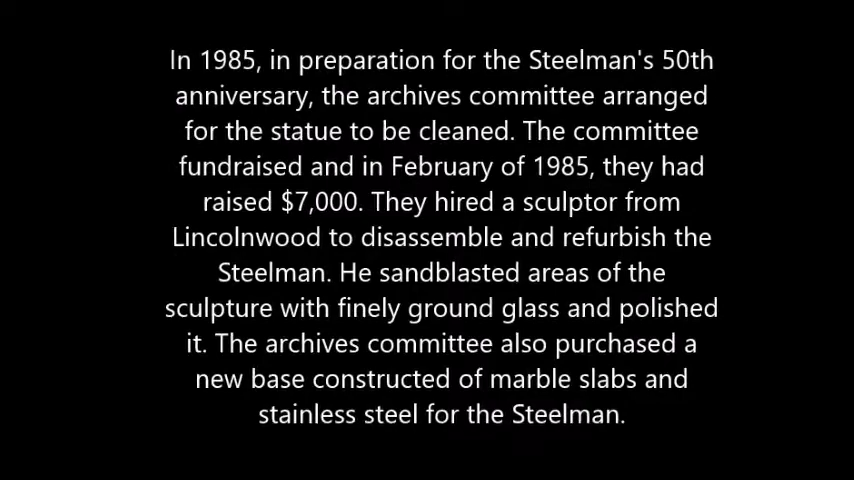 In 1985, in preparation for the Steelman's 50th
anniversary, the archives committee arranged
for the statue to be cleaned. The committee
fundraised and in February of 1985, they had
raised $7,000. They hired a sculptor from
Lincolnwood to disassemble and refurbish the
Steelman. He sandblasted areas of the
sculpture with finely ground glass and polished
it. The archives committee also purchased a
new base constructed of marble slabs and
stainless steel for the Steelman.